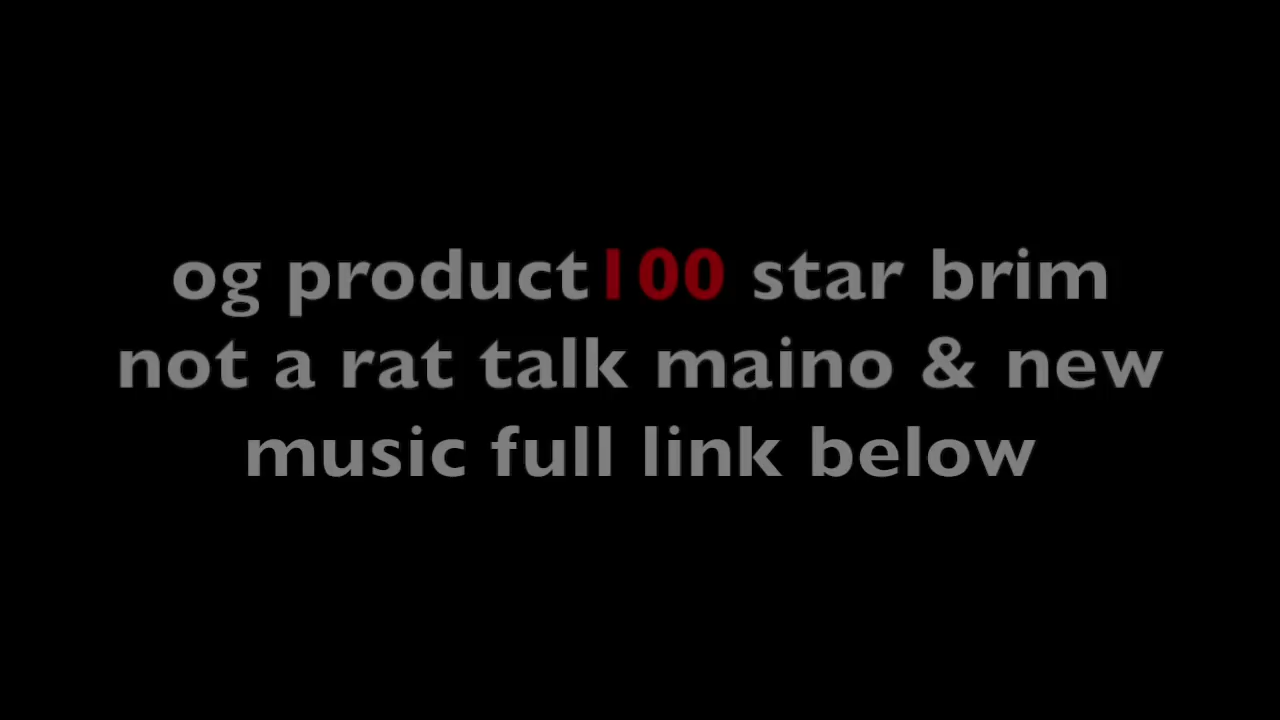 og product100 star brim
not a rat talk maino & new
music full link below